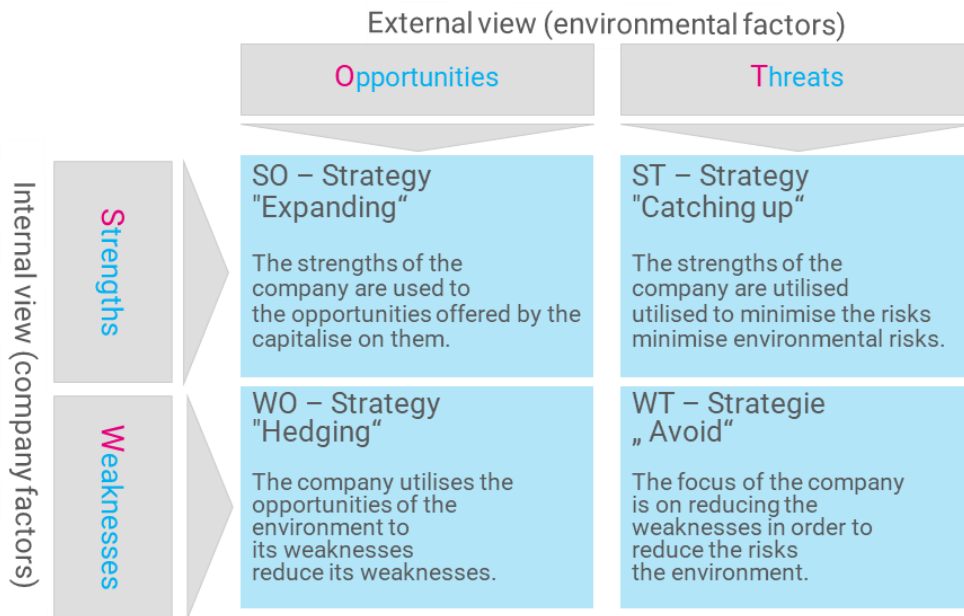 External view (environmental factors)
Opportunities
Threats
Internal view (company factors)
Strengths
SO – Strategy
"Expanding“
The strengths of the
company are used to
the opportunities offered by the
capitalise on them.
ST – Strategy
"Catching up“
The strengths of the
company are utilised
utilised to minimise the risks
minimise environmental risks.
Weaknesses
WO – Strategy
"Hedging“
The company utilises the
opportunities of the
environment to
its weaknesses
reduce its weaknesses.
WT – Strategie
„ Avoid“
The focus of the company
is on reducing the
weaknesses in order to
reduce the risks
the environment.